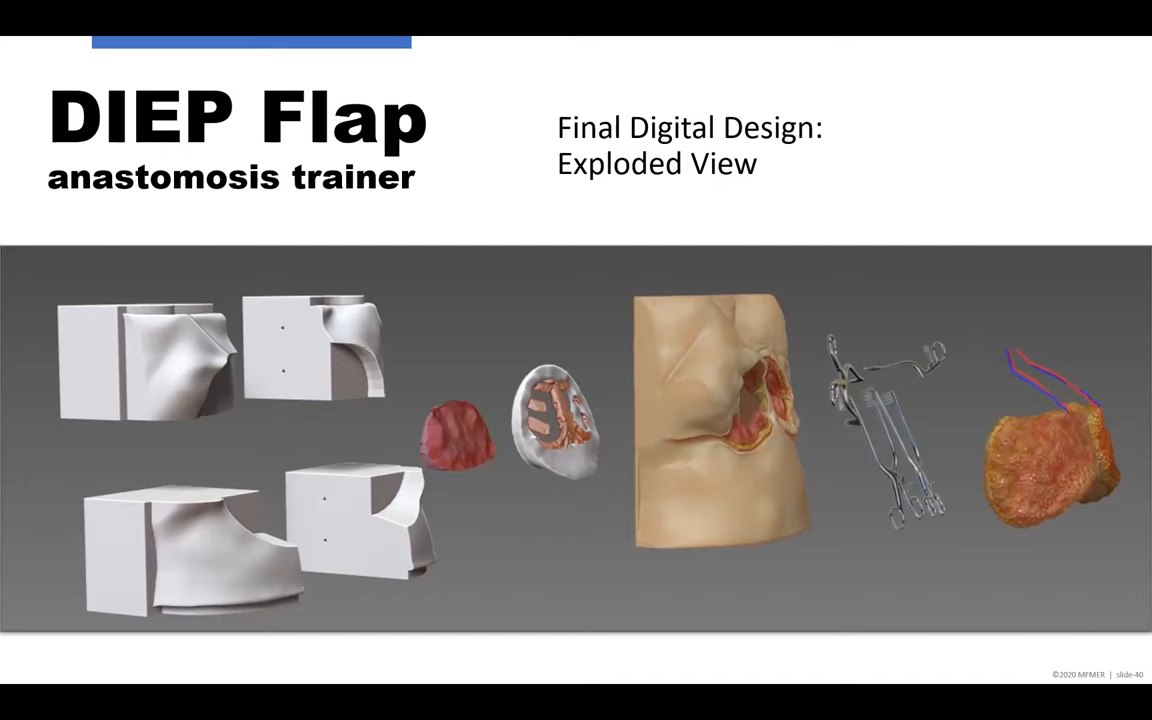 DIEP Flap
anastomosis trainer
Final Digital Design:
Exploded View
©2020 MFMER | slide-40